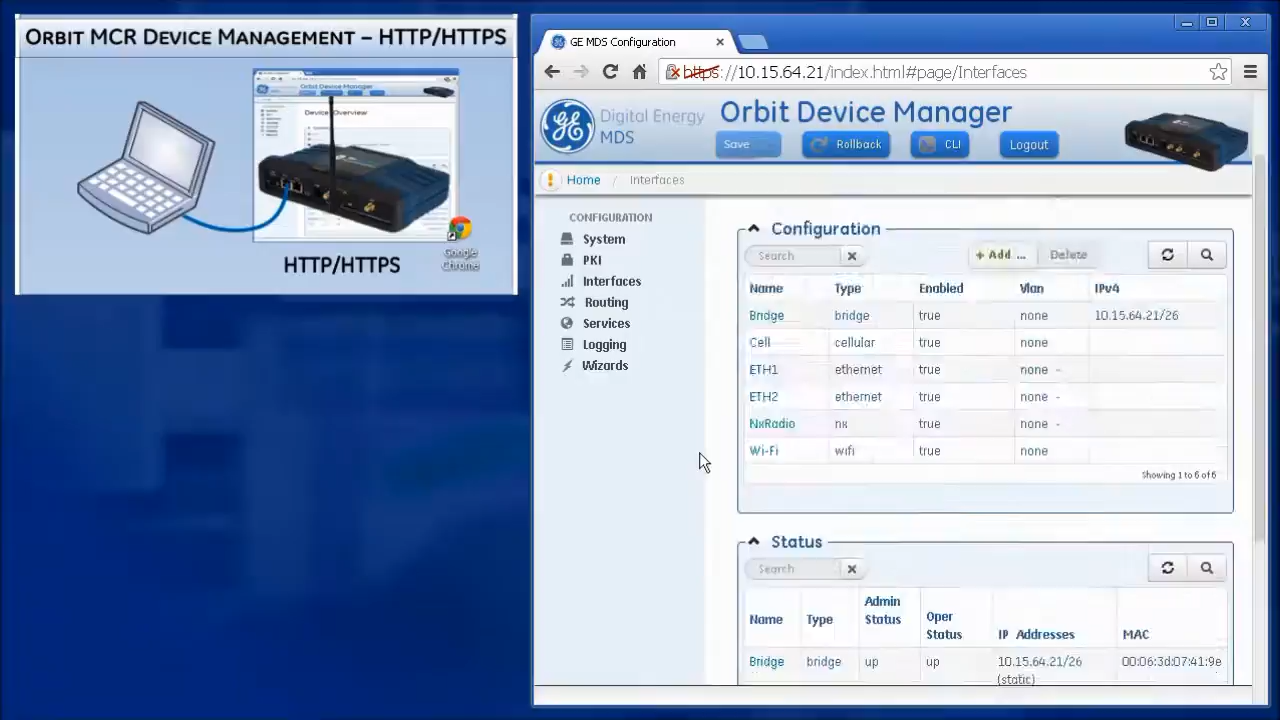 ORBIT MCR DEVICE MANAGEMENT – HTTP/HTTPS
Orbit Device Manager
Device Overview
HTTP/HTTPS
Google
Chrome
GE MDS Configuration
https://10.15.64.21/index.html#page/interfaces
Digital Energy
MDS
Orbit Device Manager
Save
Rollback
CLI
Logout
Home
Interfaces
CONFIGURATION
System
PKI
Interfaces
Routing
Services
Logging
Wizards
Configuration
Search
+ Add ...
Delete
Name Type Enabled Vlan IPv4
Bridge bridge true none 10.15.64.21/26
Cell cellular true none
ETH1 ethernet true none -
ETH2 ethernet true none -
NxRadio nx true none -
Wi-Fi wifi true none
Showing 1 to 6 of 6
Status
Search
Name Type Admin Status Oper Status IP Addresses MAC
Bridge bridge up up 10.15.64.21/26 00:06:3d:07:41:9e
(static)